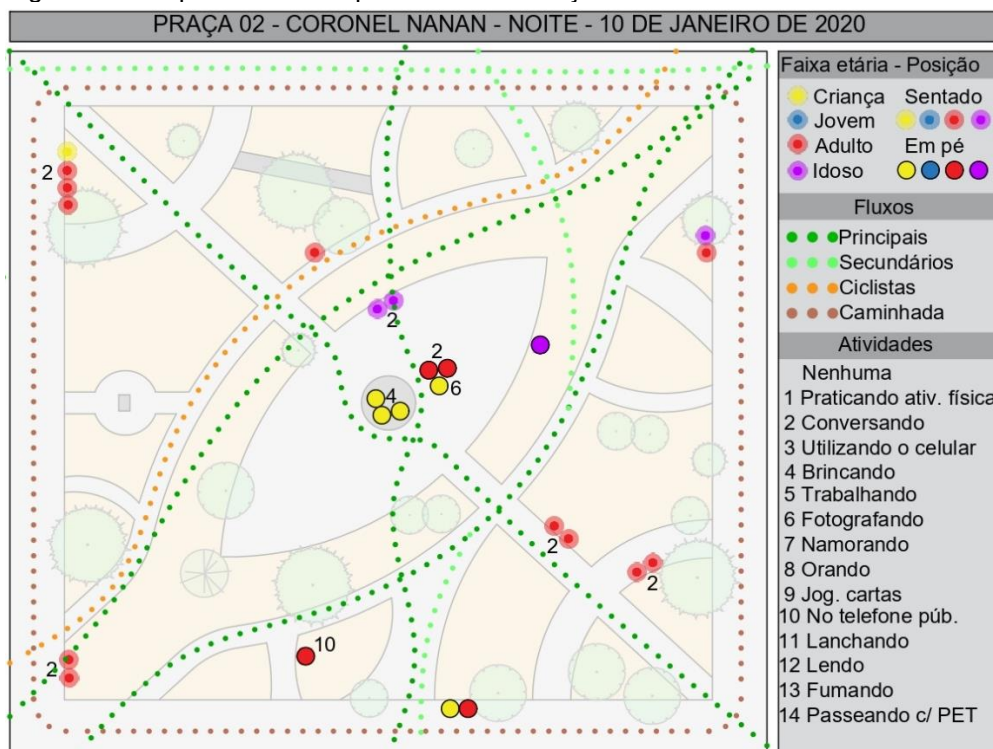 PRAÇA 02 - CORONEL NANAN - NOITE - 10 DE JANEIRO DE 2020
Faixa etária - Posição
Criança Sentado
Jovem
Adulto Em pé
Idoso
Fluxos
Principais
Secundários
Ciclistas
Caminhada
Atividades
Nenhuma
1 Praticando ativ. física
2 Conversando
3 Utilizando o celular
4 Brincando
5 Trabalhando
6 Fotografando
7 Namorando
8 Orando
9 Jog. cartas
10 No telefone púb.
11 Lanchando
12 Lendo
13 Fumando
14 Passeando c/ PET
2
2
2
6
4
2
2
10
2